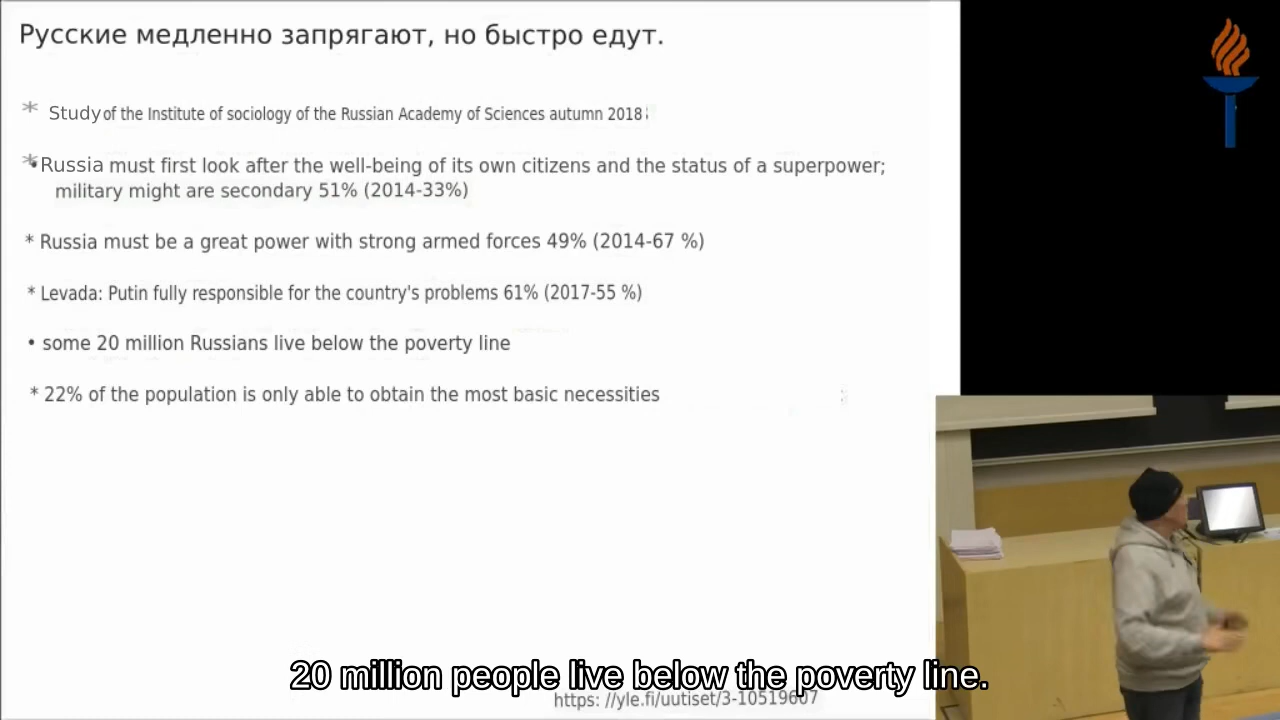 Русские медленно запрягают, но быстро едут.
* Study of the Institute of sociology of the Russian Academy of Sciences autumn 2018
* Russia must first look after the well-being of its own citizens and the status of a superpower;
military might are secondary 51% (2014-33%)
* Russia must be a great power with strong armed forces 49% (2014-67 %)
* Levada: Putin fully responsible for the country's problems 61% (2017-55 %)
• some 20 million Russians live below the poverty line
* 22% of the population is only able to obtain the most basic necessities
20 million people live below the poverty line.
https: //yle.fi/uutiset/3-10519607